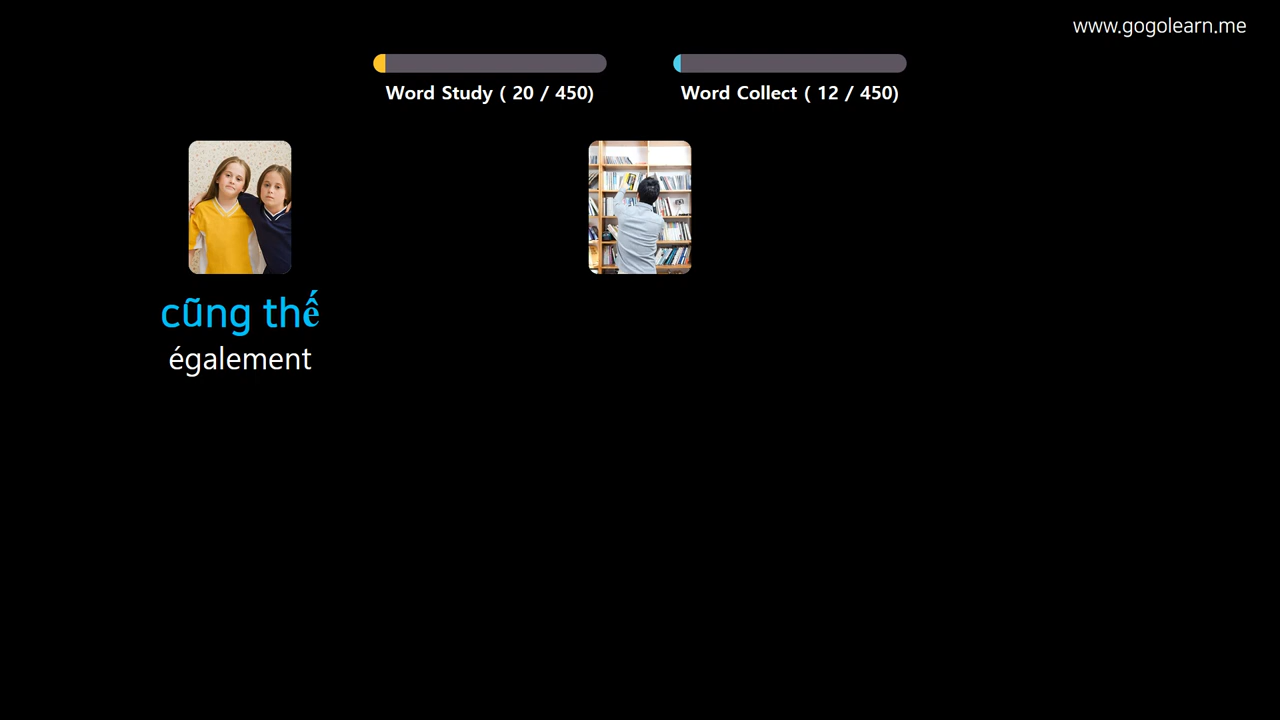 www.gogolearn.me
Word Study ( 20 / 450)
Word Collect ( 12 / 450)
cũng thế
également